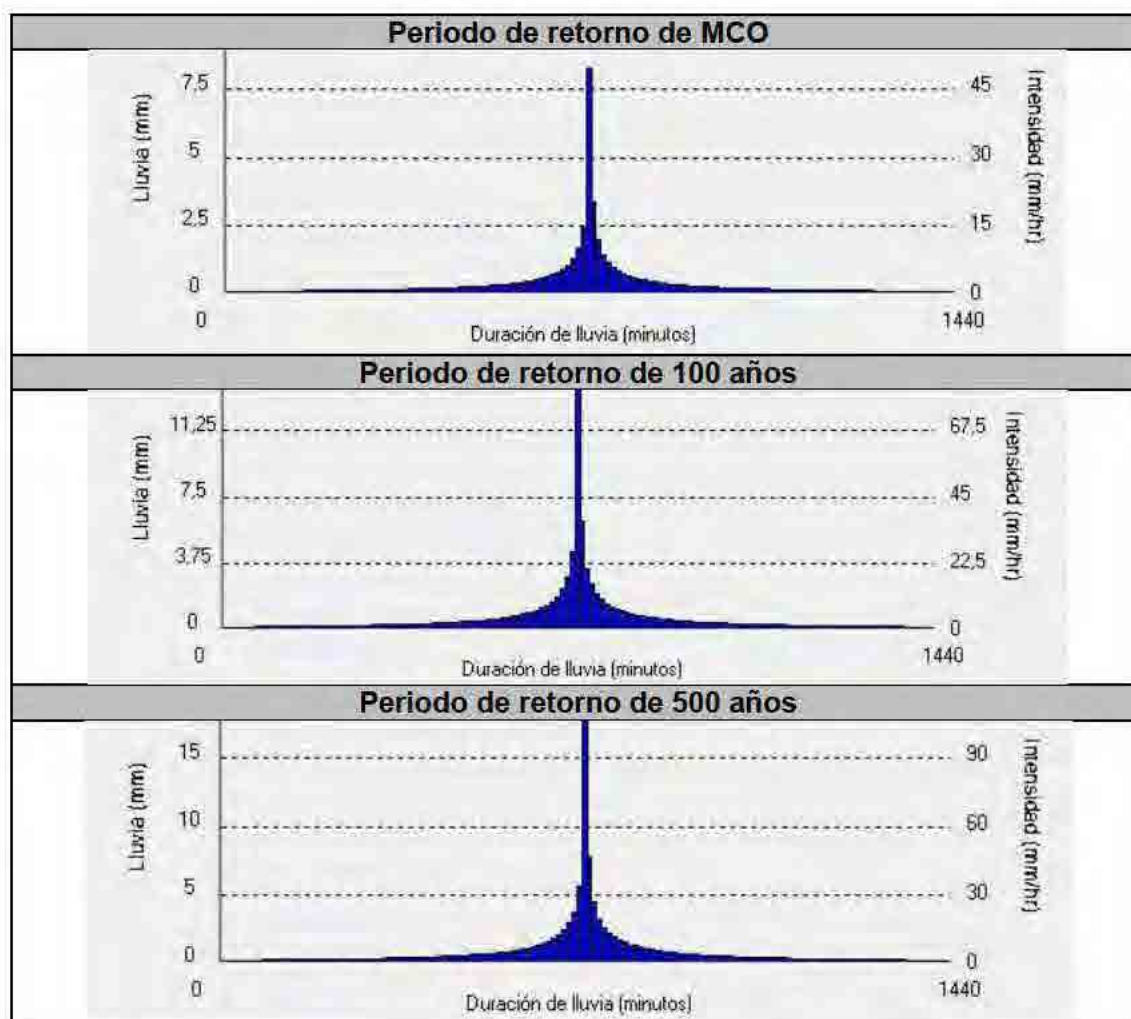 Periodo de retorno de MCO
Lluvia (mm)
7,5
5
2,5
0
45
30
15
0
Intensidad (mm/hr)
0
Duración de lluvia (minutos)
1440
Periodo de retorno de 100 años
Lluvia (mm)
11,25
7,5
3,75
0
67,5
45
22,5
0
Intensidad (mm/hr)
0
Duración de lluvia (minutos)
1440
Periodo de retorno de 500 años
Lluvia (mm)
15
10
5
0
90
60
30
0
Intensidad (mm/hr)
0
Duración de lluvia (minutos)
1440